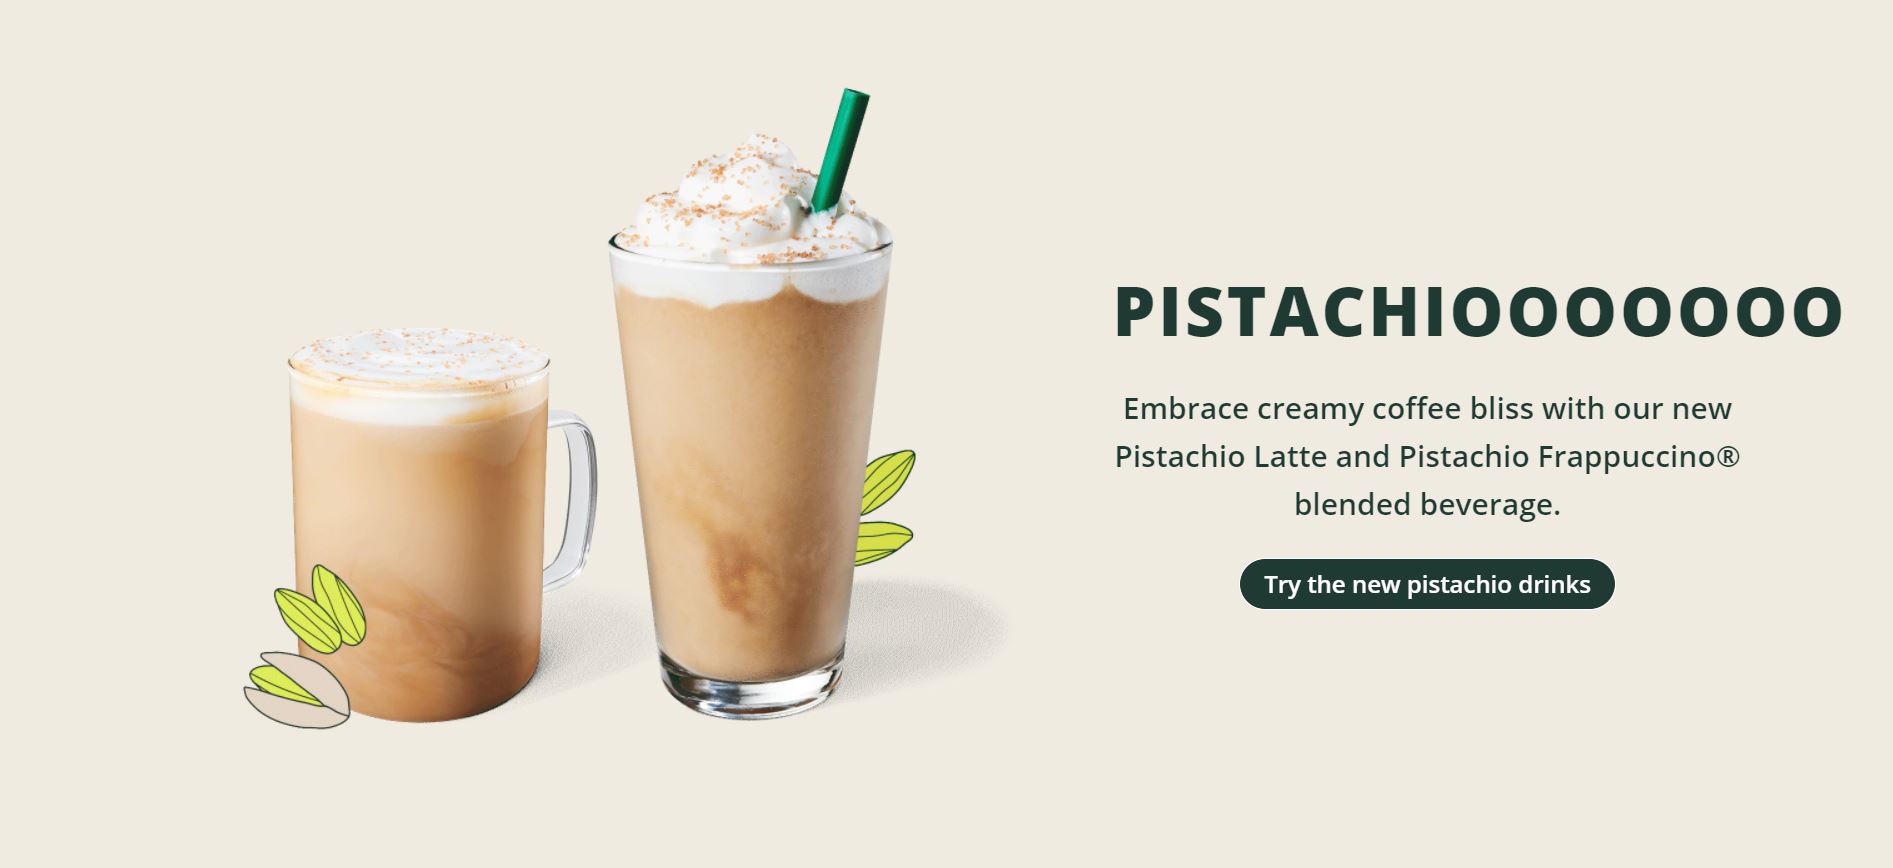 PISTACHIOOOOOOO
Embrace creamy coffee bliss with our new
Pistachio Latte and Pistachio Frappuccino®
blended beverage.
Try the new pistachio drinks